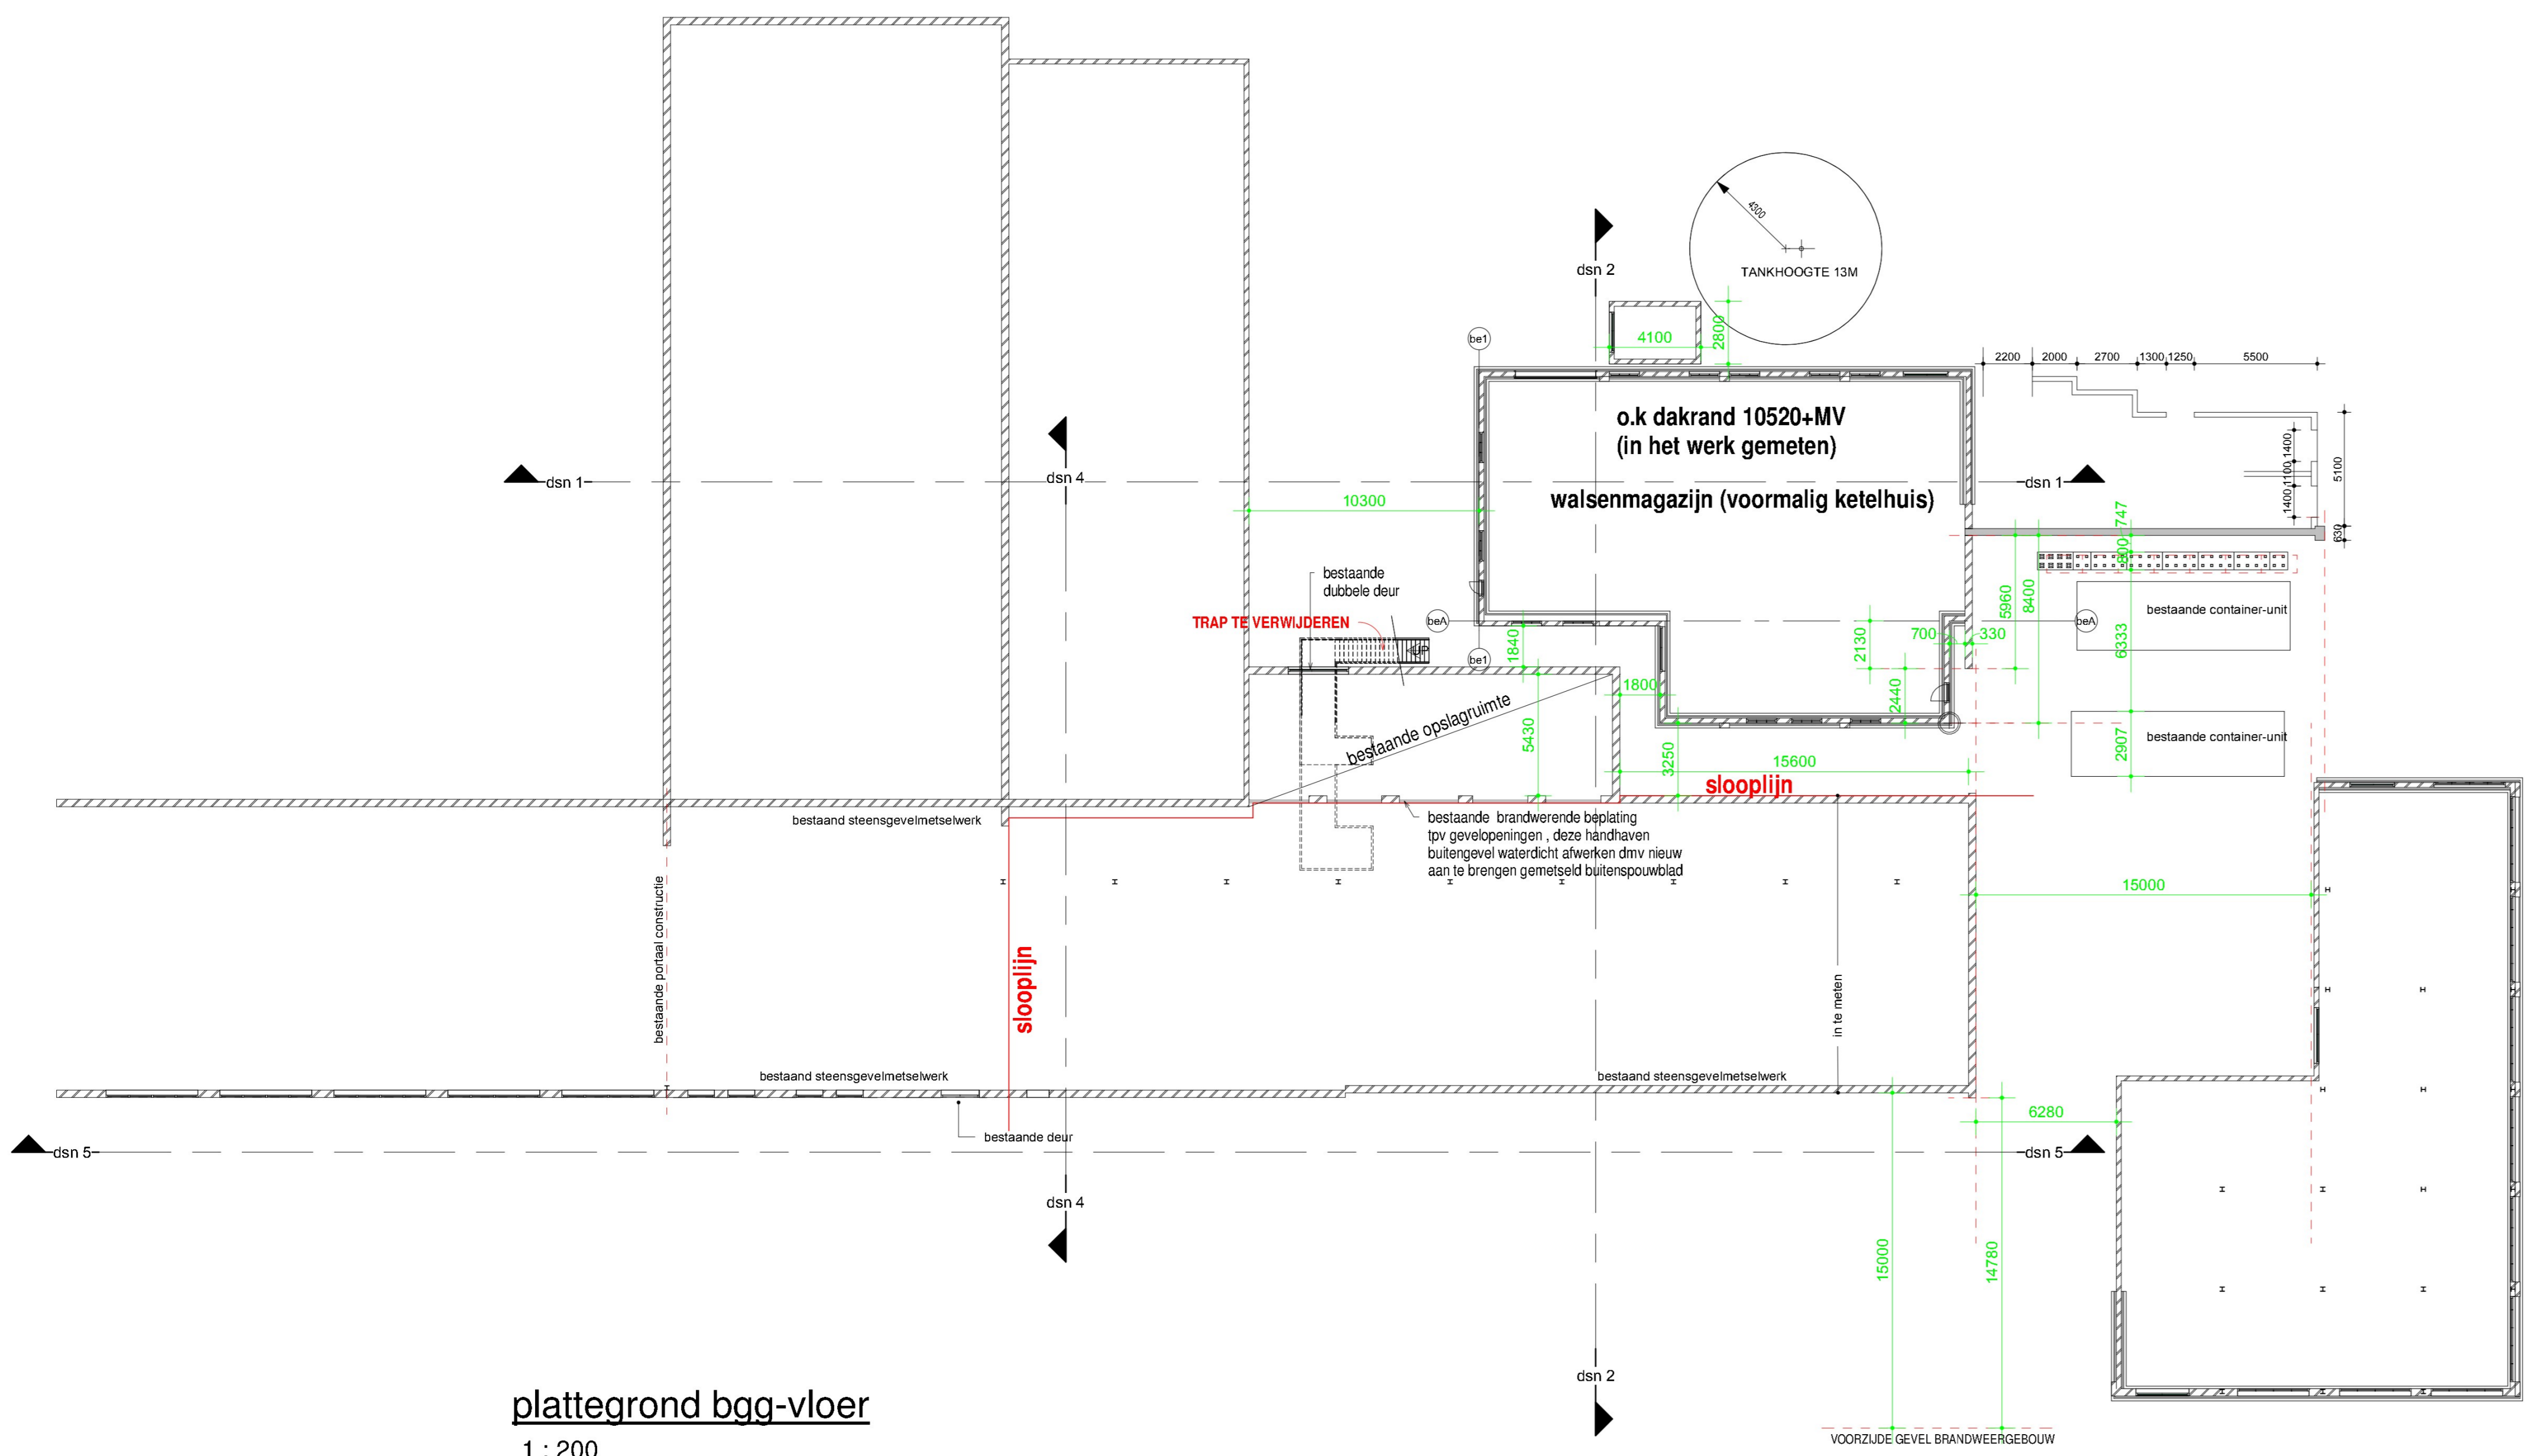 4300
TANKHOOGTE 13M
dsn 2
4100
2800
be1
2200 2000 2700 1300 1250 5500
o.k dakrand 10520+MV
(in het werk gemeten)
walsenmagazijn (voormalig ketelhuis)
dsn 1
dsn 4
dsn 1
10300
1400
1100
1400
5100
630
747
800
bestaande
dubbele deur
TRAP TE VERWIJDEREN
UP
beA
be1
1840
5960
8400
2130
700
330
6333
bestaande container-unit
beA
1800
2440
bestaande opslagruimte
5430
3250
15600
slooplijn
2907
bestaande container-unit
bestaand steensgevelmetselwerk
bestaande brandwerende beplating
tpv gevelopeningen , deze handhaven
buitengevel waterdicht afwerken dmv nieuw
aan te brengen gemetseld buitenspouwblad
bestaande portaal constructie
slooplijn
in te meten
15000
bestaand steensgevelmetselwerk
bestaand steensgevelmetselwerk
bestaande deur
6280
dsn 5
dsn 5
dsn 4
15000
14780
dsn 2
plattegrond bgg-vloer
1 : 200
VOORZIJDE GEVEL BRANDWEERGEBOUW